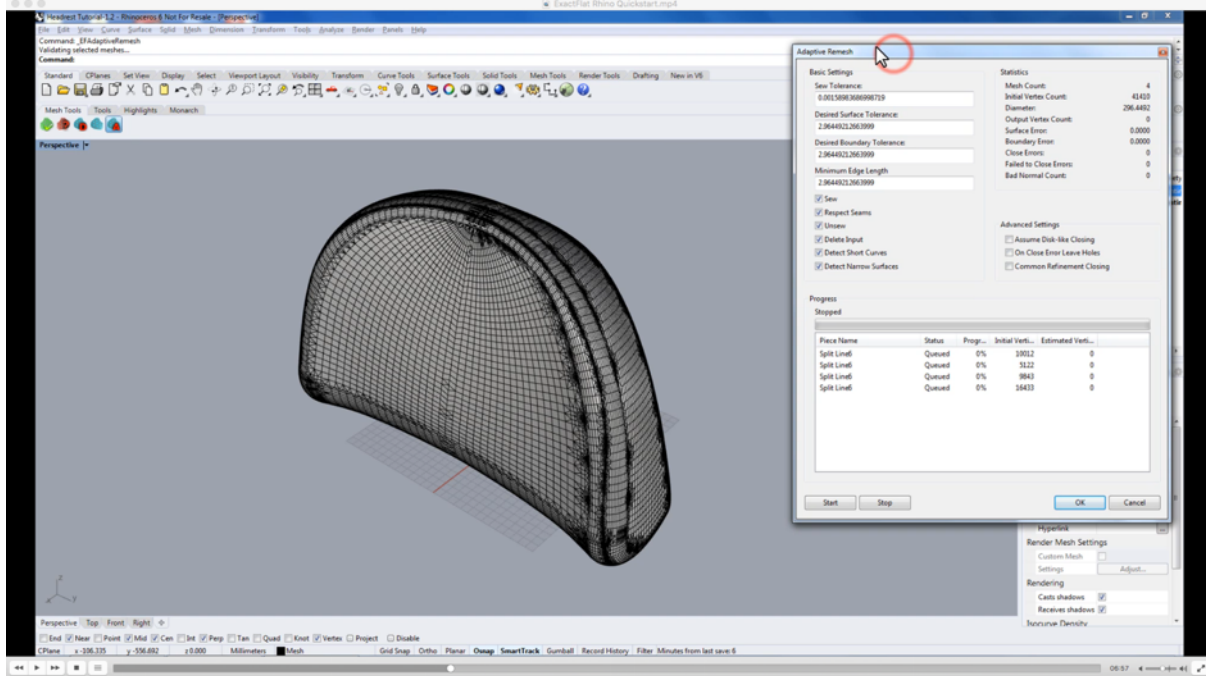 ExactFlat Rhino Quickstart.mp4
Headrest Tutorial-1.2 - Rhinoceros 6 Not For Resale - [Perspective]
File Edit View Curve Surface Solid Mesh Dimension Transform Tools Analyze Render Panels Help
Command: _EFAdaptiveRemesh
Validating selected meshes...
Command:
Standard CPlanes Set View Display Select Viewport Layout Visibility Transform Curve Tools Surface Tools Solid Tools Mesh Tools Render Tools Drafting New in V6
Mesh Tools Tools Highlights Monarch
Perspective
Adaptive Remesh
Basic Settings
Sew Tolerance:
0.00158983686998719
Desired Surface Tolerance:
2.96449212663999
Desired Boundary Tolerance:
2.96449212663999
Minimum Edge Length
2.96449212663999
Sew
Respect Seams
Unsew
Delete Input
Detect Short Curves
Detect Narrow Surfaces
Statistics
Mesh Count: 4
Initial Vertex Count: 41410
Diameter: 296.4492
Output Vertex Count: 0
Surface Error: 0.0000
Boundary Error: 0.0000
Close Errors: 0
Failed to Close Errors: 0
Bad Normal Count: 0
Advanced Settings
Assume Disk-like Closing
On Close Error Leave Holes
Common Refinement Closing
Progress
Stopped
Piece Name Status Progr... Initial Verti... Estimated Verti...
Split Line6 Queued 0% 10012 0
Split Line6 Queued 0% 5122 0
Split Line6 Queued 0% 9843 0
Split Line6 Queued 0% 16433 0
Start Stop OK Cancel
Hyperlink ...
Render Mesh Settings
Custom Mesh
Settings Adjust...
Rendering
Casts shadows
Receives shadows
Isocurve Density
z
x y
Perspective Top Front Right
End Near Point Mid Cen Int Perp Tan Quad Knot Vertex Project Disable
CPlane x -106.335 y -556.692 z 0.000 Millimeters Mesh Grid Snap Ortho Planar Osnap SmartTrack Gumball Record History Filter Minutes from last save: 6
06:57